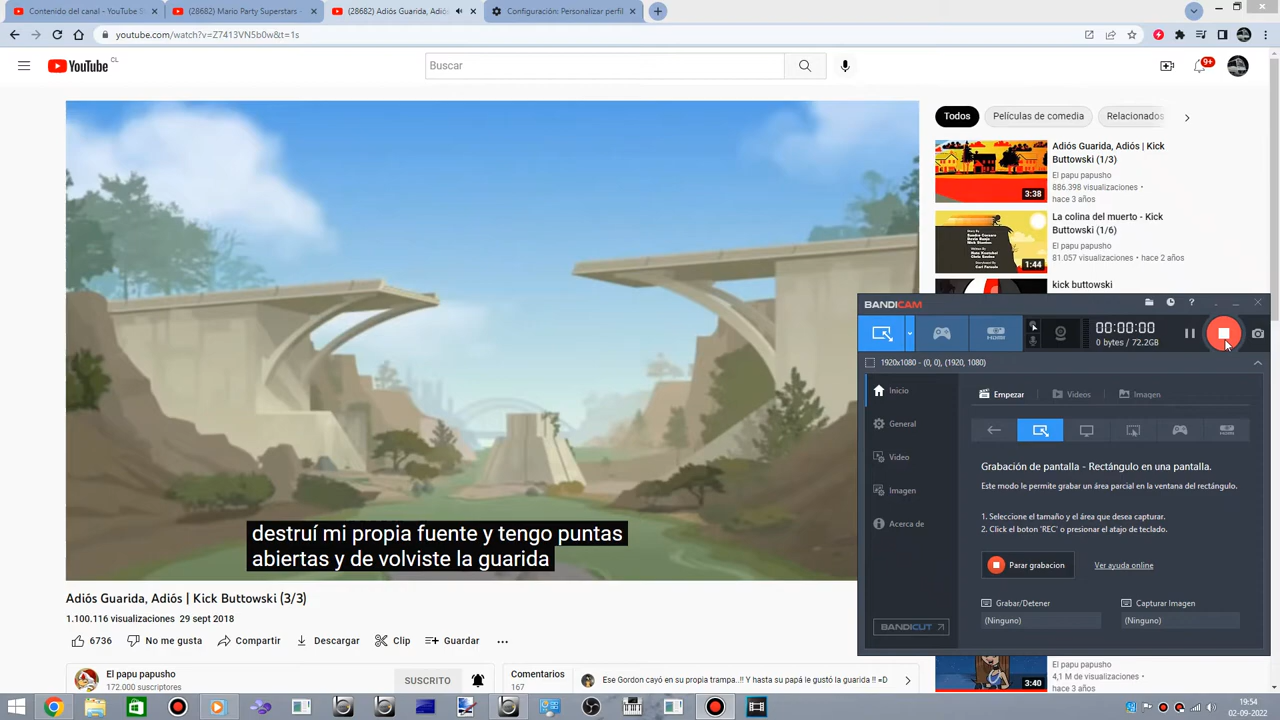 Contenido del canal - YouTube S
(28682) Mario Party Superstars -
(28682) Adiós Guarida, Adiós
Configuración: Personalizar perfil
youtube.com/watch?v=Z7413VN5b0w&t=1s
YouTube CL
Buscar
9+
destruí mi propia fuente y tengo puntas
abiertas y de volviste la guarida
Adiós Guarida, Adiós | Kick Buttowski (3/3)
1.100.116 visualizaciones 29 sept 2018
6736
No me gusta
Compartir
Descargar
Clip
Guardar
El papu papusho
172.000 suscriptores
SUSCRITO
Comentarios
167
Ese Gordon cayó en su propia trampa..!! Y hasta su papá le partió la guarida !! =D
Todos
Películas de comedia
Relacionados
3:38
Adiós Guarida, Adiós | Kick
Buttowski (1/3)
El papu papusho
886.398 visualizaciones •
hace 3 años
1:44
La colina del muerto - Kick
Buttowski (1/6)
El papu papusho
81.057 visualizaciones • hace 2 años
kick buttowski
BANDICAM
HDMI
00:00:00
0 bytes / 72.2GB
1920x1080 - (0, 0), (1920, 1080)
Inicio
General
Video
Imagen
Acerca de
BANDICUT
Empezar
Videos
Imagen
Grabación de pantalla - Rectángulo en una pantalla.
Este modo le permite grabar un área parcial en la ventana del rectángulo.
1. Seleccione el tamaño y el área que desea capturar.
2. Click el boton 'REC' o presionar el atajo de teclado.
Parar grabacion
Ver ayuda online
Grabar/Detener
(Ninguno)
Capturar Imagen
(Ninguno)
3:40
El papu papusho
4,1 M de visualizaciones •
hace 3 años
19:54
02-09-2022